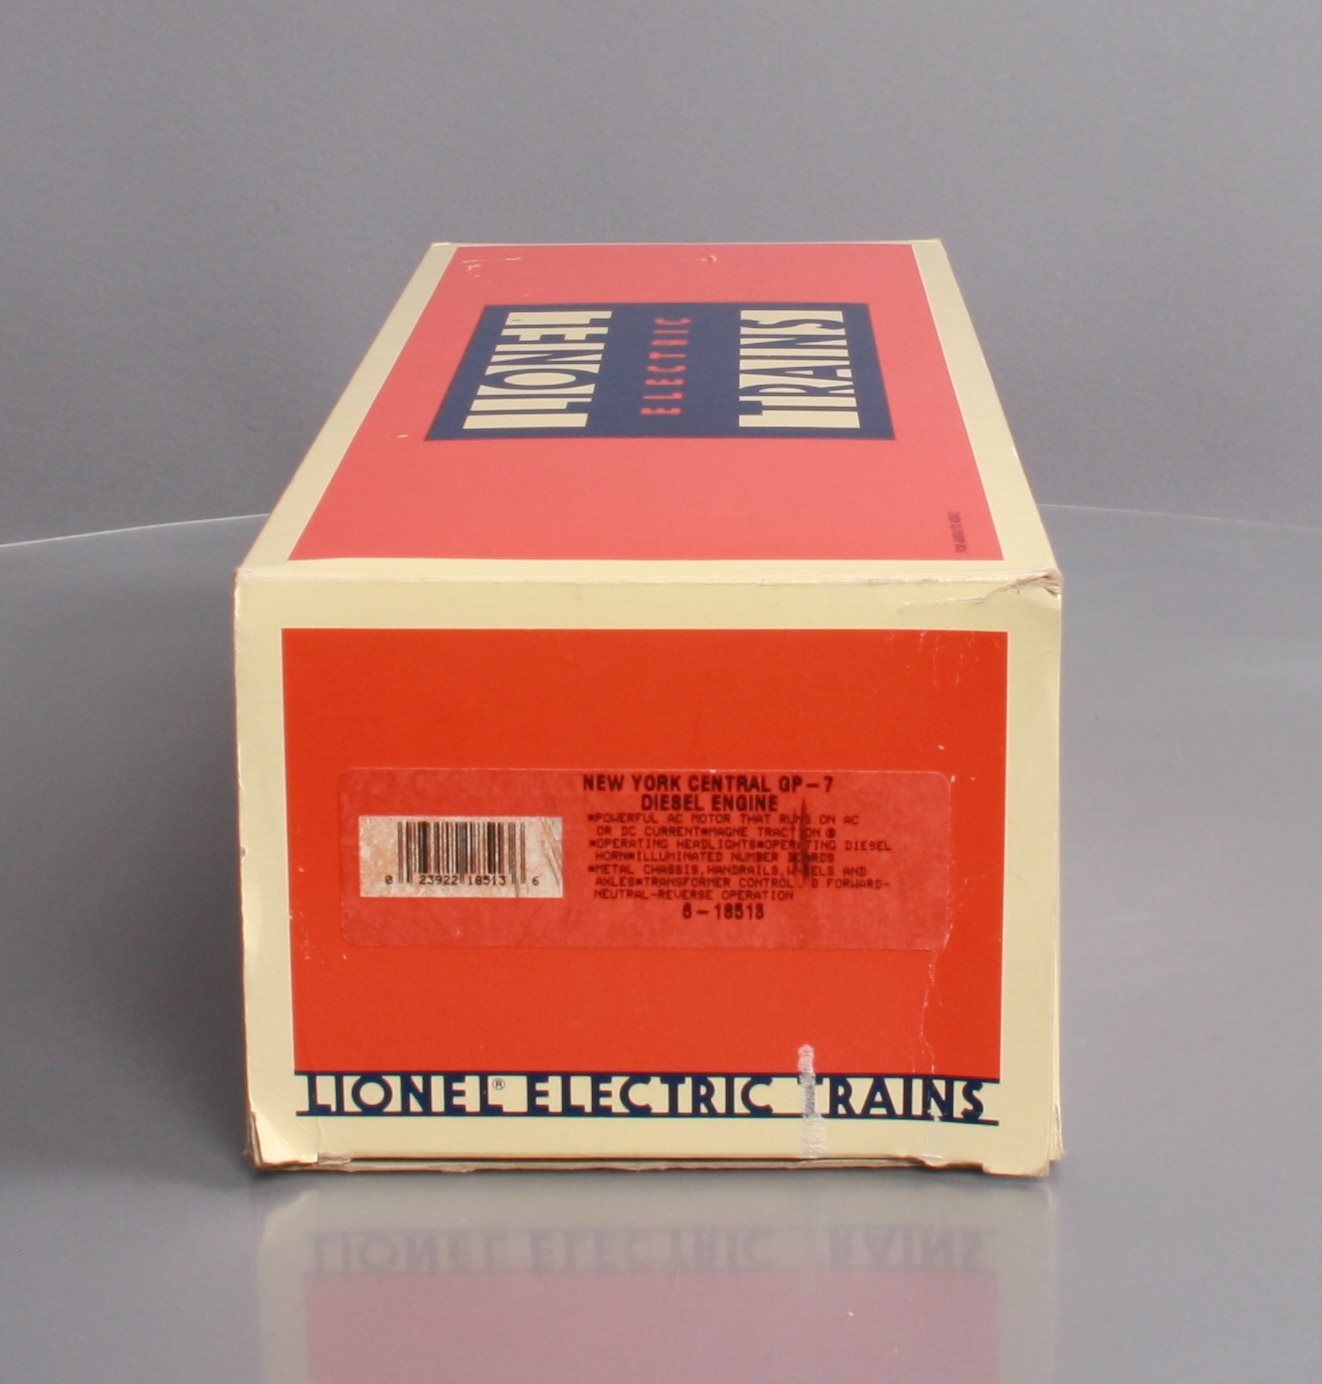 LIONEL®
ELECTRIC
TRAINS
NEW YORK CENTRAL GP-7
DIESEL ENGINE
*POWERFUL AC MOTOR THAT RUNS ON AC
OR DC CURRENT*MAGNE TRACTION ®
*OPERATING HEADLIGHTS*OPERATING DIESEL
HORN*ILLUMINATED NUMBER BOARDS
*METAL CHASSIS, HANDRAILS, WHEELS AND
AXLES*TRANSFORMER CONTROLLED FORWARD-
NEUTRAL-REVERSE OPERATION
6-18513
0 23922 18513 6
LIONEL® ELECTRIC TRAINS